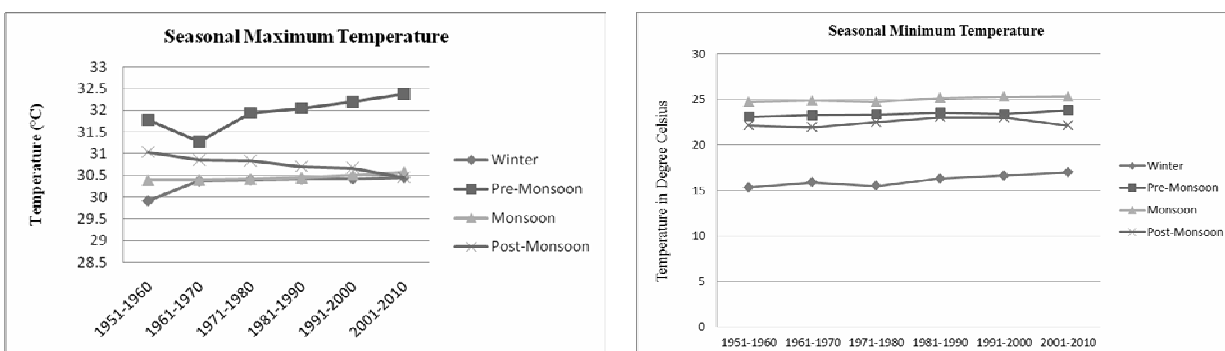 Seasonal Maximum Temperature
Temperature (°C)
33
32.5
32
31.5
31
30.5
30
29.5
29
28.5
1951-1960
1961-1970
1971-1980
1981-1990
1991-2000
2001-2010
Winter
Pre-Monsoon
Monsoon
Post-Monsoon
Seasonal Minimum Temperature
Temperature in Degree Celsius
30
25
20
15
10
5
0
1951-1960 1961-1970 1971-1980 1981-1990 1991-2000 2001-2010
Winter
Pre-Monsoon
Monsoon
Post-Monsoon